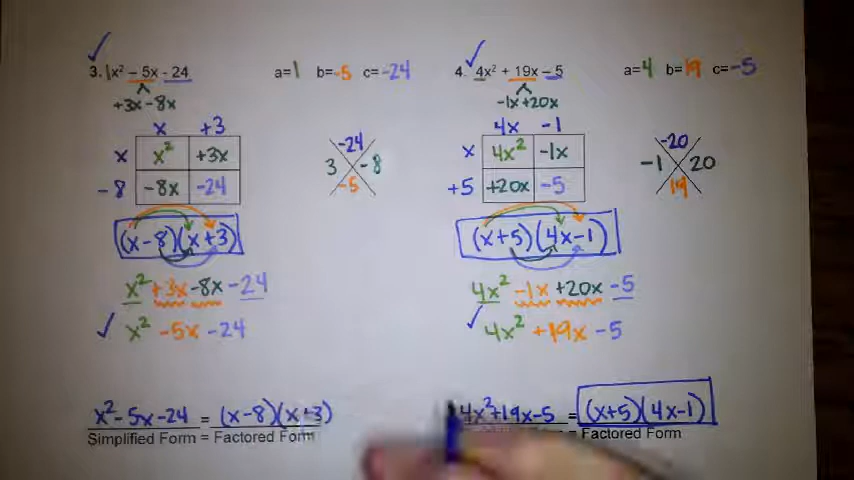 3. 1x² - 5x - 24 a=1 b=-5 c=-24
+3x -8x
x +3
x x² +3x
-8 -8x -24
-24
3 -8
-5
(x-8)(x+3)
x² +3x -8x -24
x² -5x -24
x²-5x-24 = (x-8)(x+3)
Simplified Form = Factored Form
4. 4x² + 19x - 5 a=4 b=19 c=-5
-1x +20x
4x -1
x 4x² -1x
+5 +20x -5
-20
-1 20
19
(x+5)(4x-1)
4x² -1x +20x -5
4x² +19x -5
4x²+19x-5 = (x+5)(4x-1)
= Factored Form